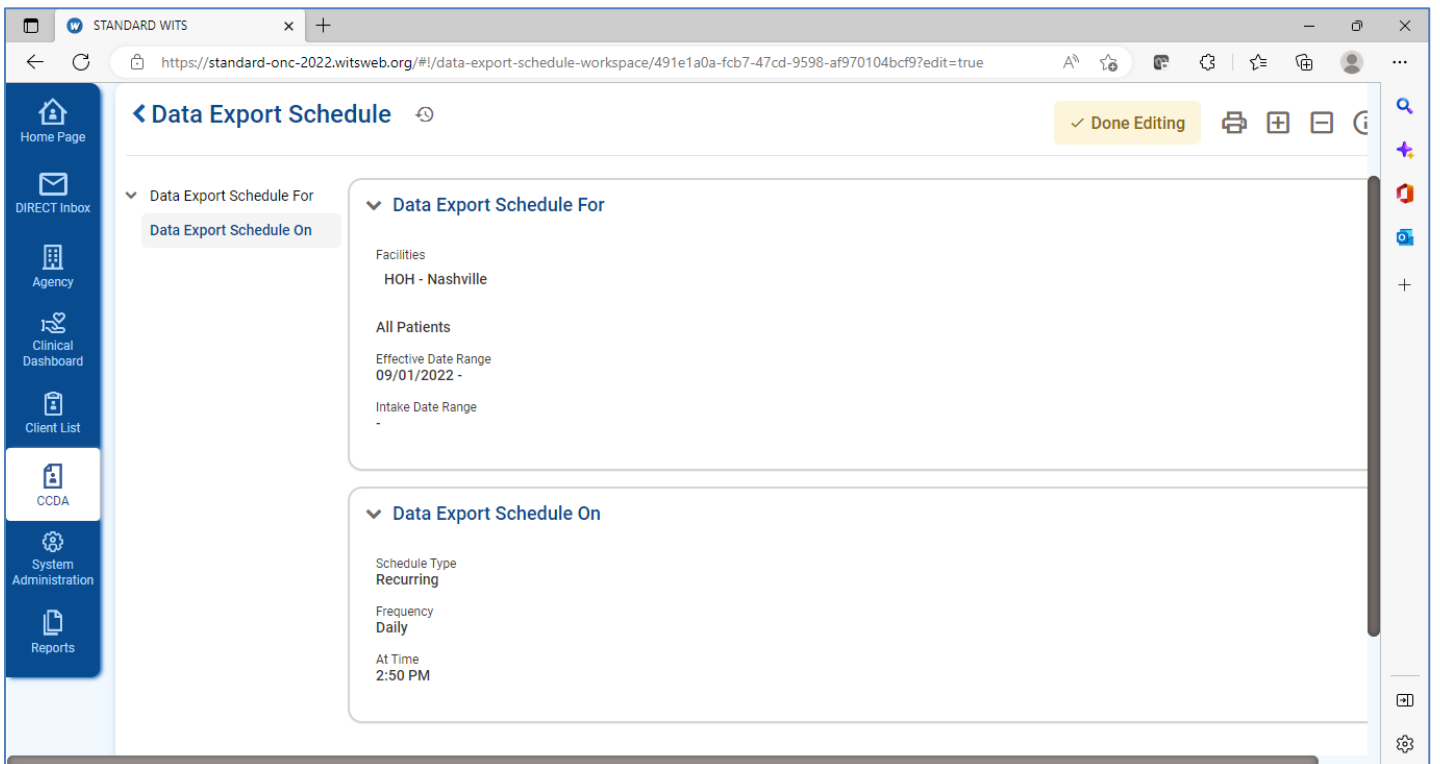 STANDARD WITS
https://standard-onc-2022.witsweb.org/#!/data-export-schedule-workspace/491e1a0a-fcb7-47cd-9598-af970104bcf9?edit=true
Home Page
DIRECT Inbox
Agency
Clinical
Dashboard
Client List
CCDA
System
Administration
Reports
Data Export Schedule
Done Editing
Data Export Schedule For
Data Export Schedule On
Data Export Schedule For
Facilities
HOH - Nashville
All Patients
Effective Date Range
09/01/2022 -
Intake Date Range
-
Data Export Schedule On
Schedule Type
Recurring
Frequency
Daily
At Time
2:50 PM